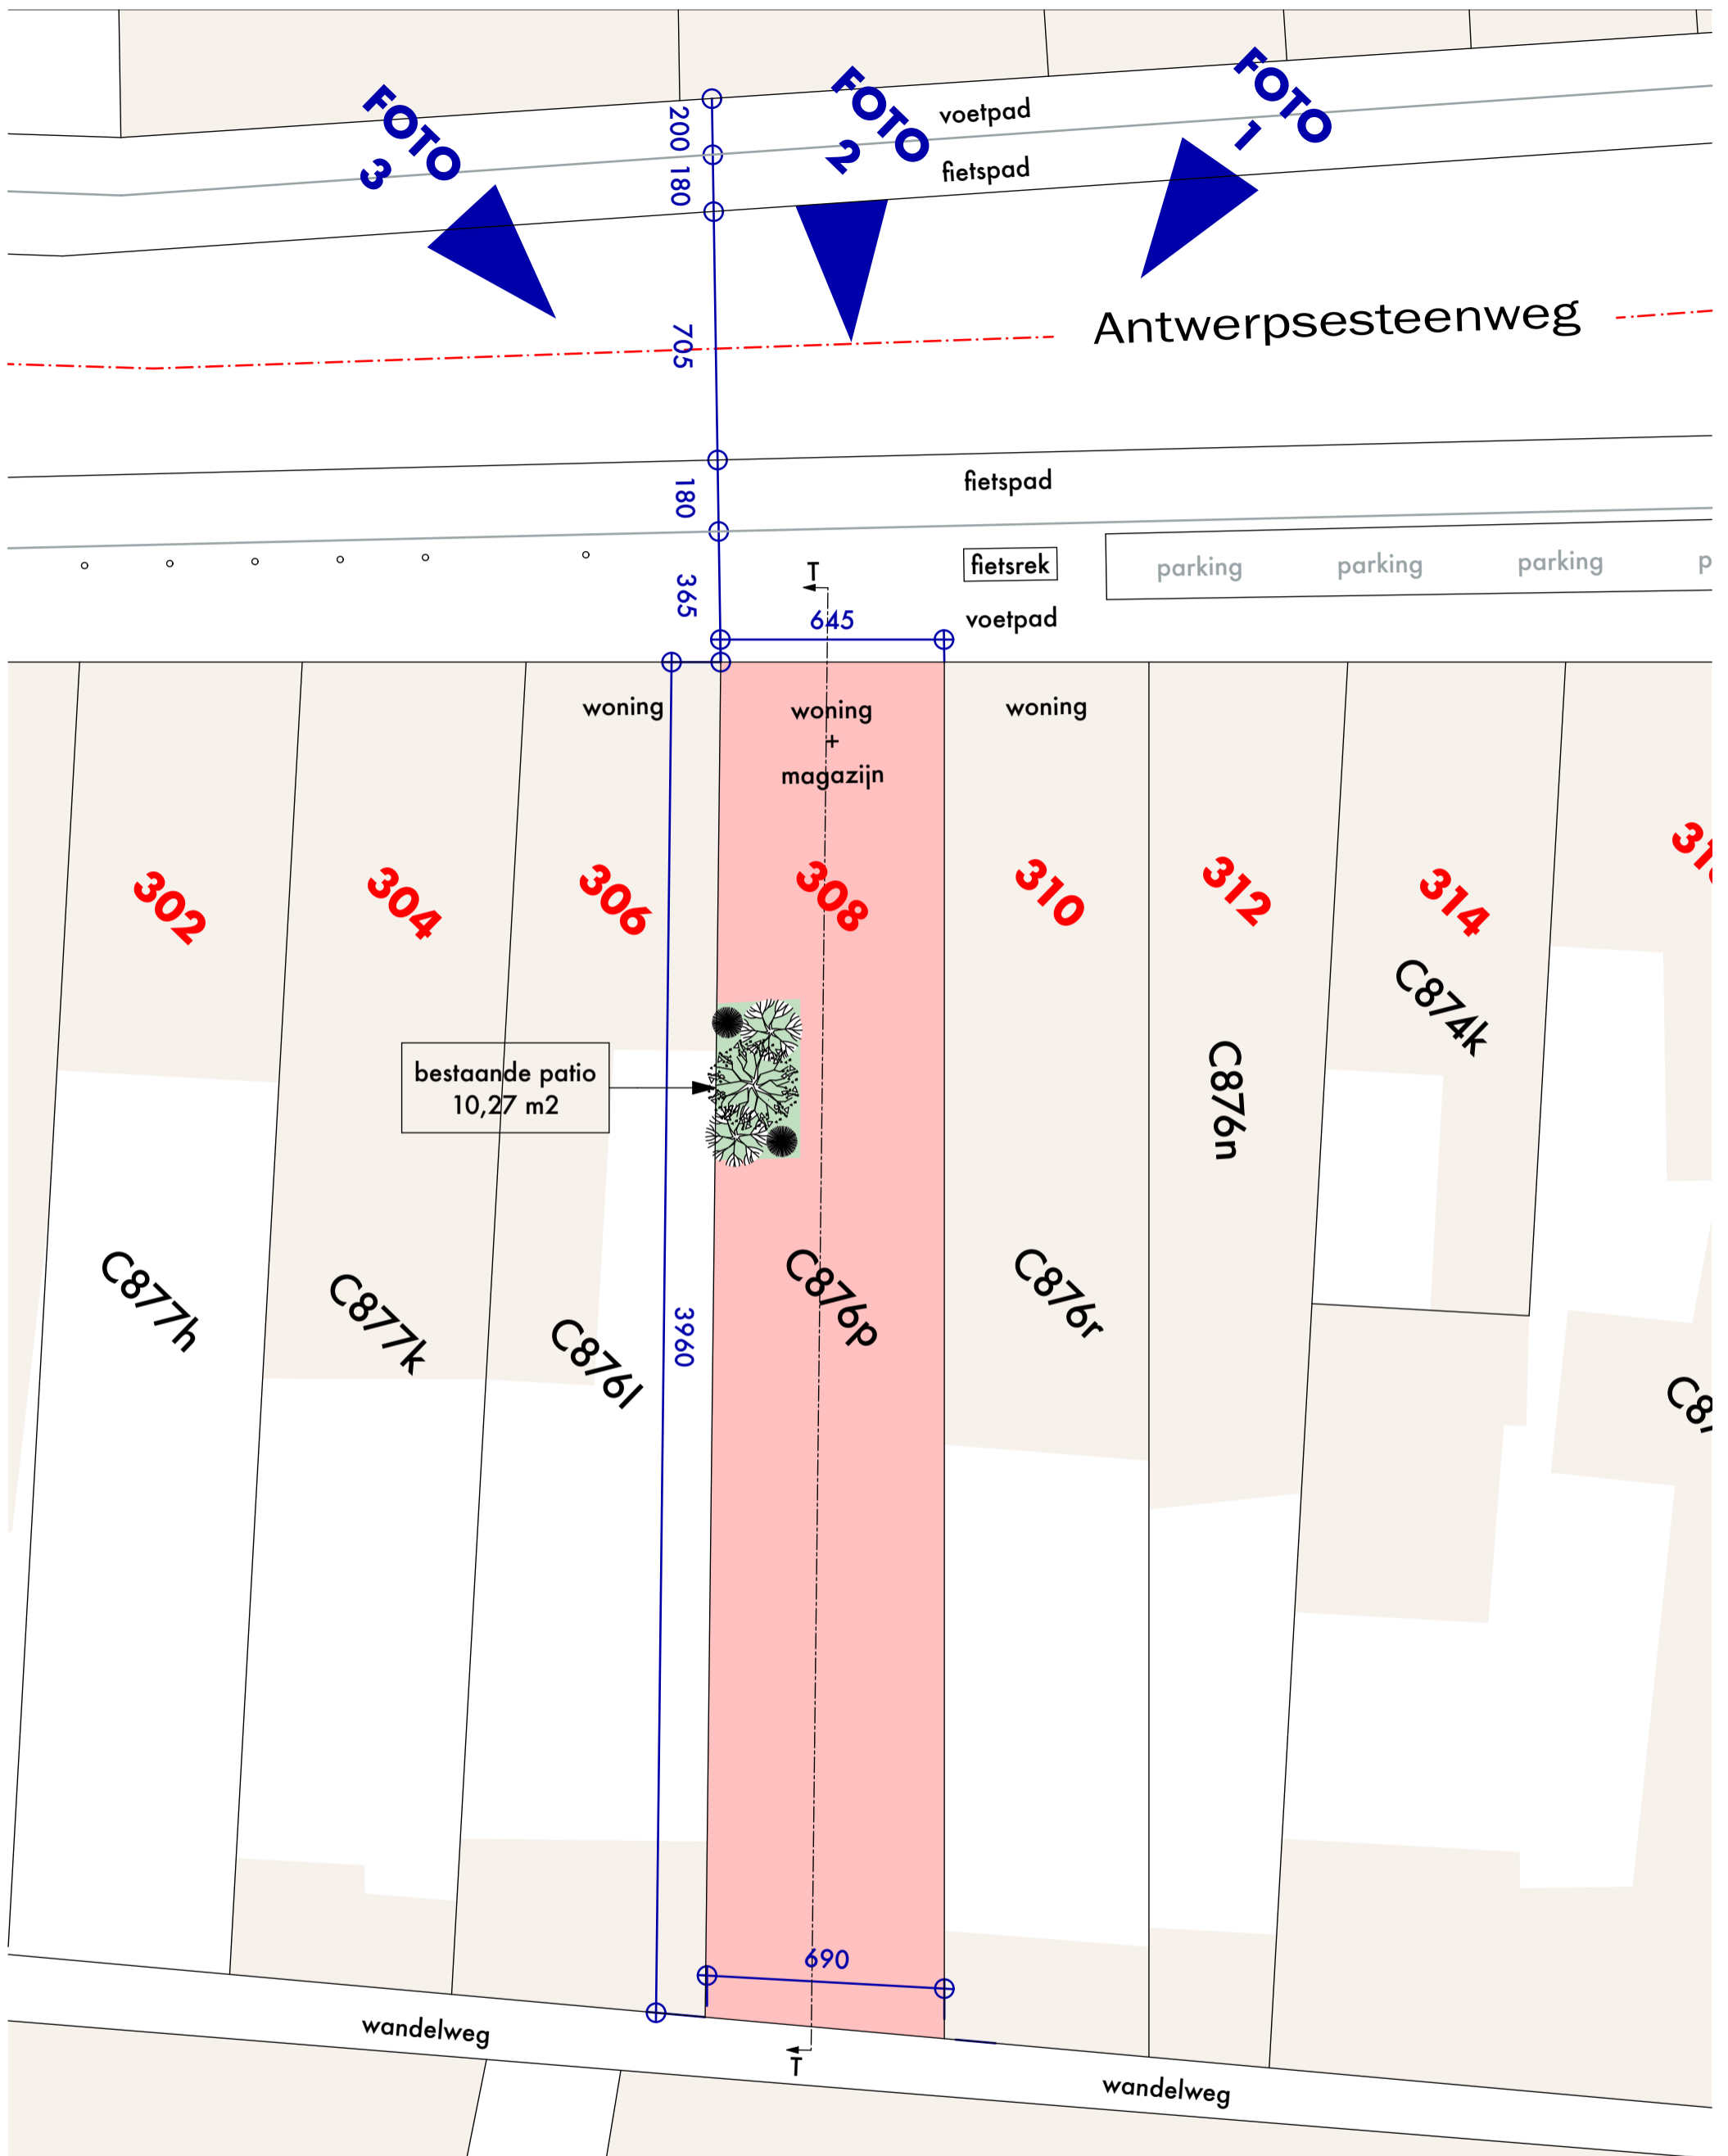 FOTO
3
FOTO
2
FOTO
1
voetpad
fietspad
200
180
705
Antwerpsesteenweg
180
fietspad
365
T
fietsrek
parking
parking
parking
p
645
voetpad
woning
woning
+
magazijn
woning
302
304
306
308
310
312
314
C874k
C876n
bestaande patio
10,27 m2
C877h
C877k
C876l
3960
C876p
C876r
690
wandelweg
T
wandelweg